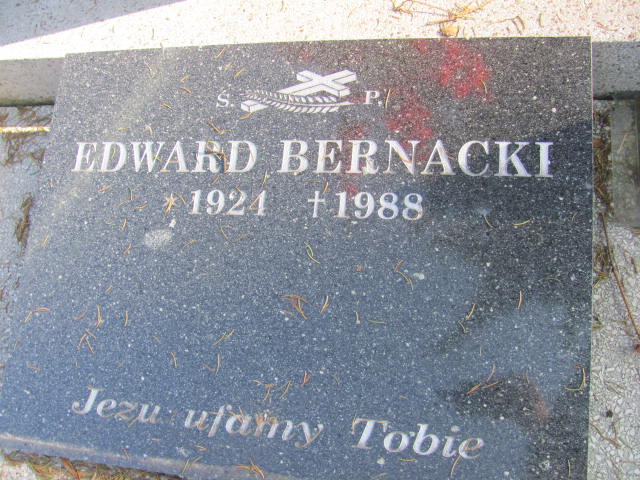 Ś. P.
EDWARD BERNACKI
* 1924 †1988
Jezu ufamy Tobie